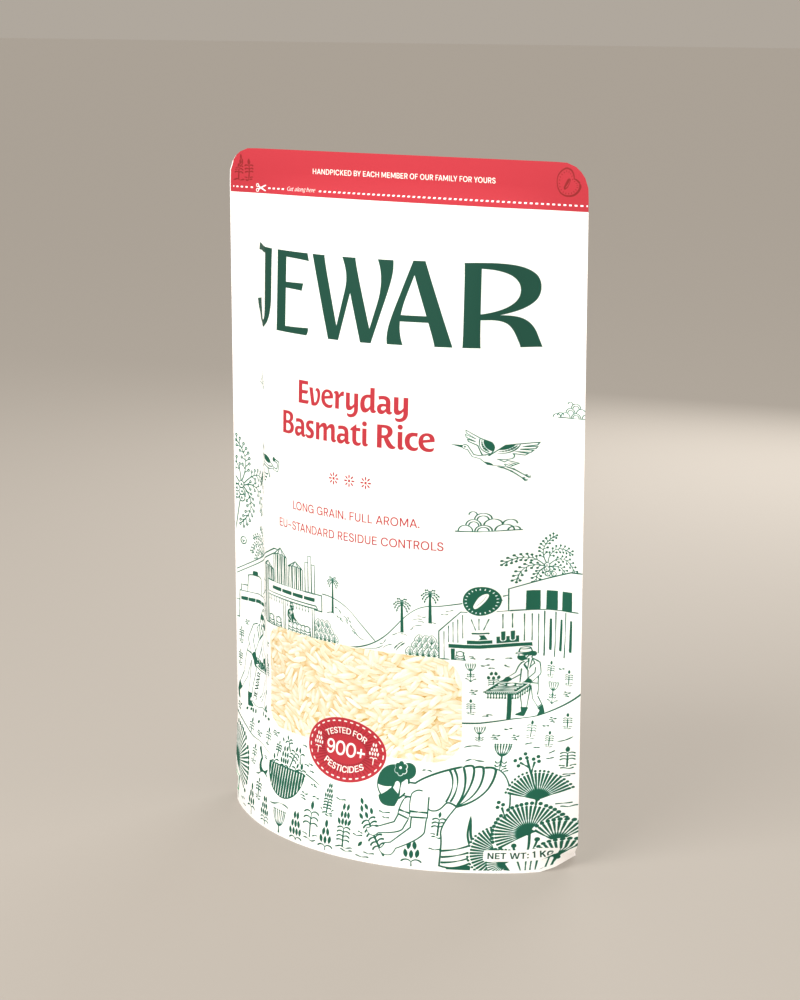 HANDPICKED BY EACH MEMBER OF OUR FAMILY FOR YOURS
Cut along here
JEWAR
Everyday
Basmati Rice
LONG GRAIN. FULL AROMA.
EU-STANDARD RESIDUE CONTROLS
TESTED FOR
900+
PESTICIDES
NET WT: 1 KG